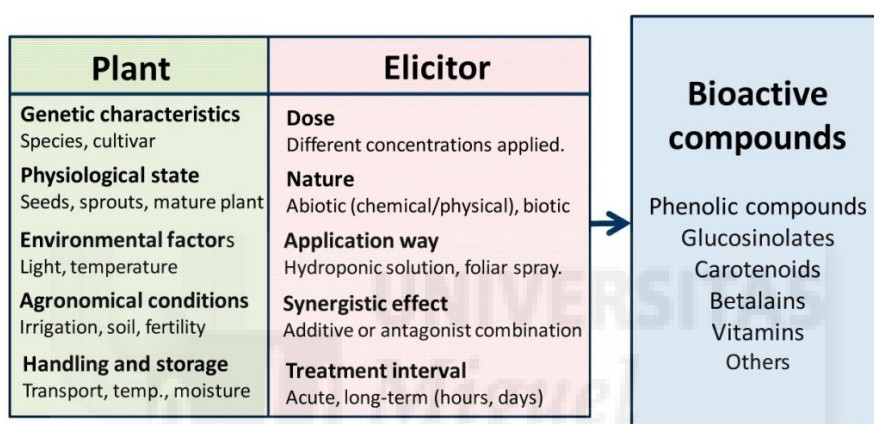 Plant
Genetic characteristics
Species, cultivar
Physiological state
Seeds, sprouts, mature plant
Environmental factors
Light, temperature
Agronomical conditions
Irrigation, soil, fertility
Handling and storage
Transport, temp., moisture
Elicitor
Dose
Different concentrations applied.
Nature
Abiotic (chemical/physical), biotic
Application way
Hydroponic solution, foliar spray.
Synergistic effect
Additive or antagonist combination
Treatment interval
Acute, long-term (hours, days)
Bioactive
compounds
Phenolic compounds
Glucosinolates
Carotenoids
Betalains
Vitamins
Others
UNIVERSITAS
Miguel